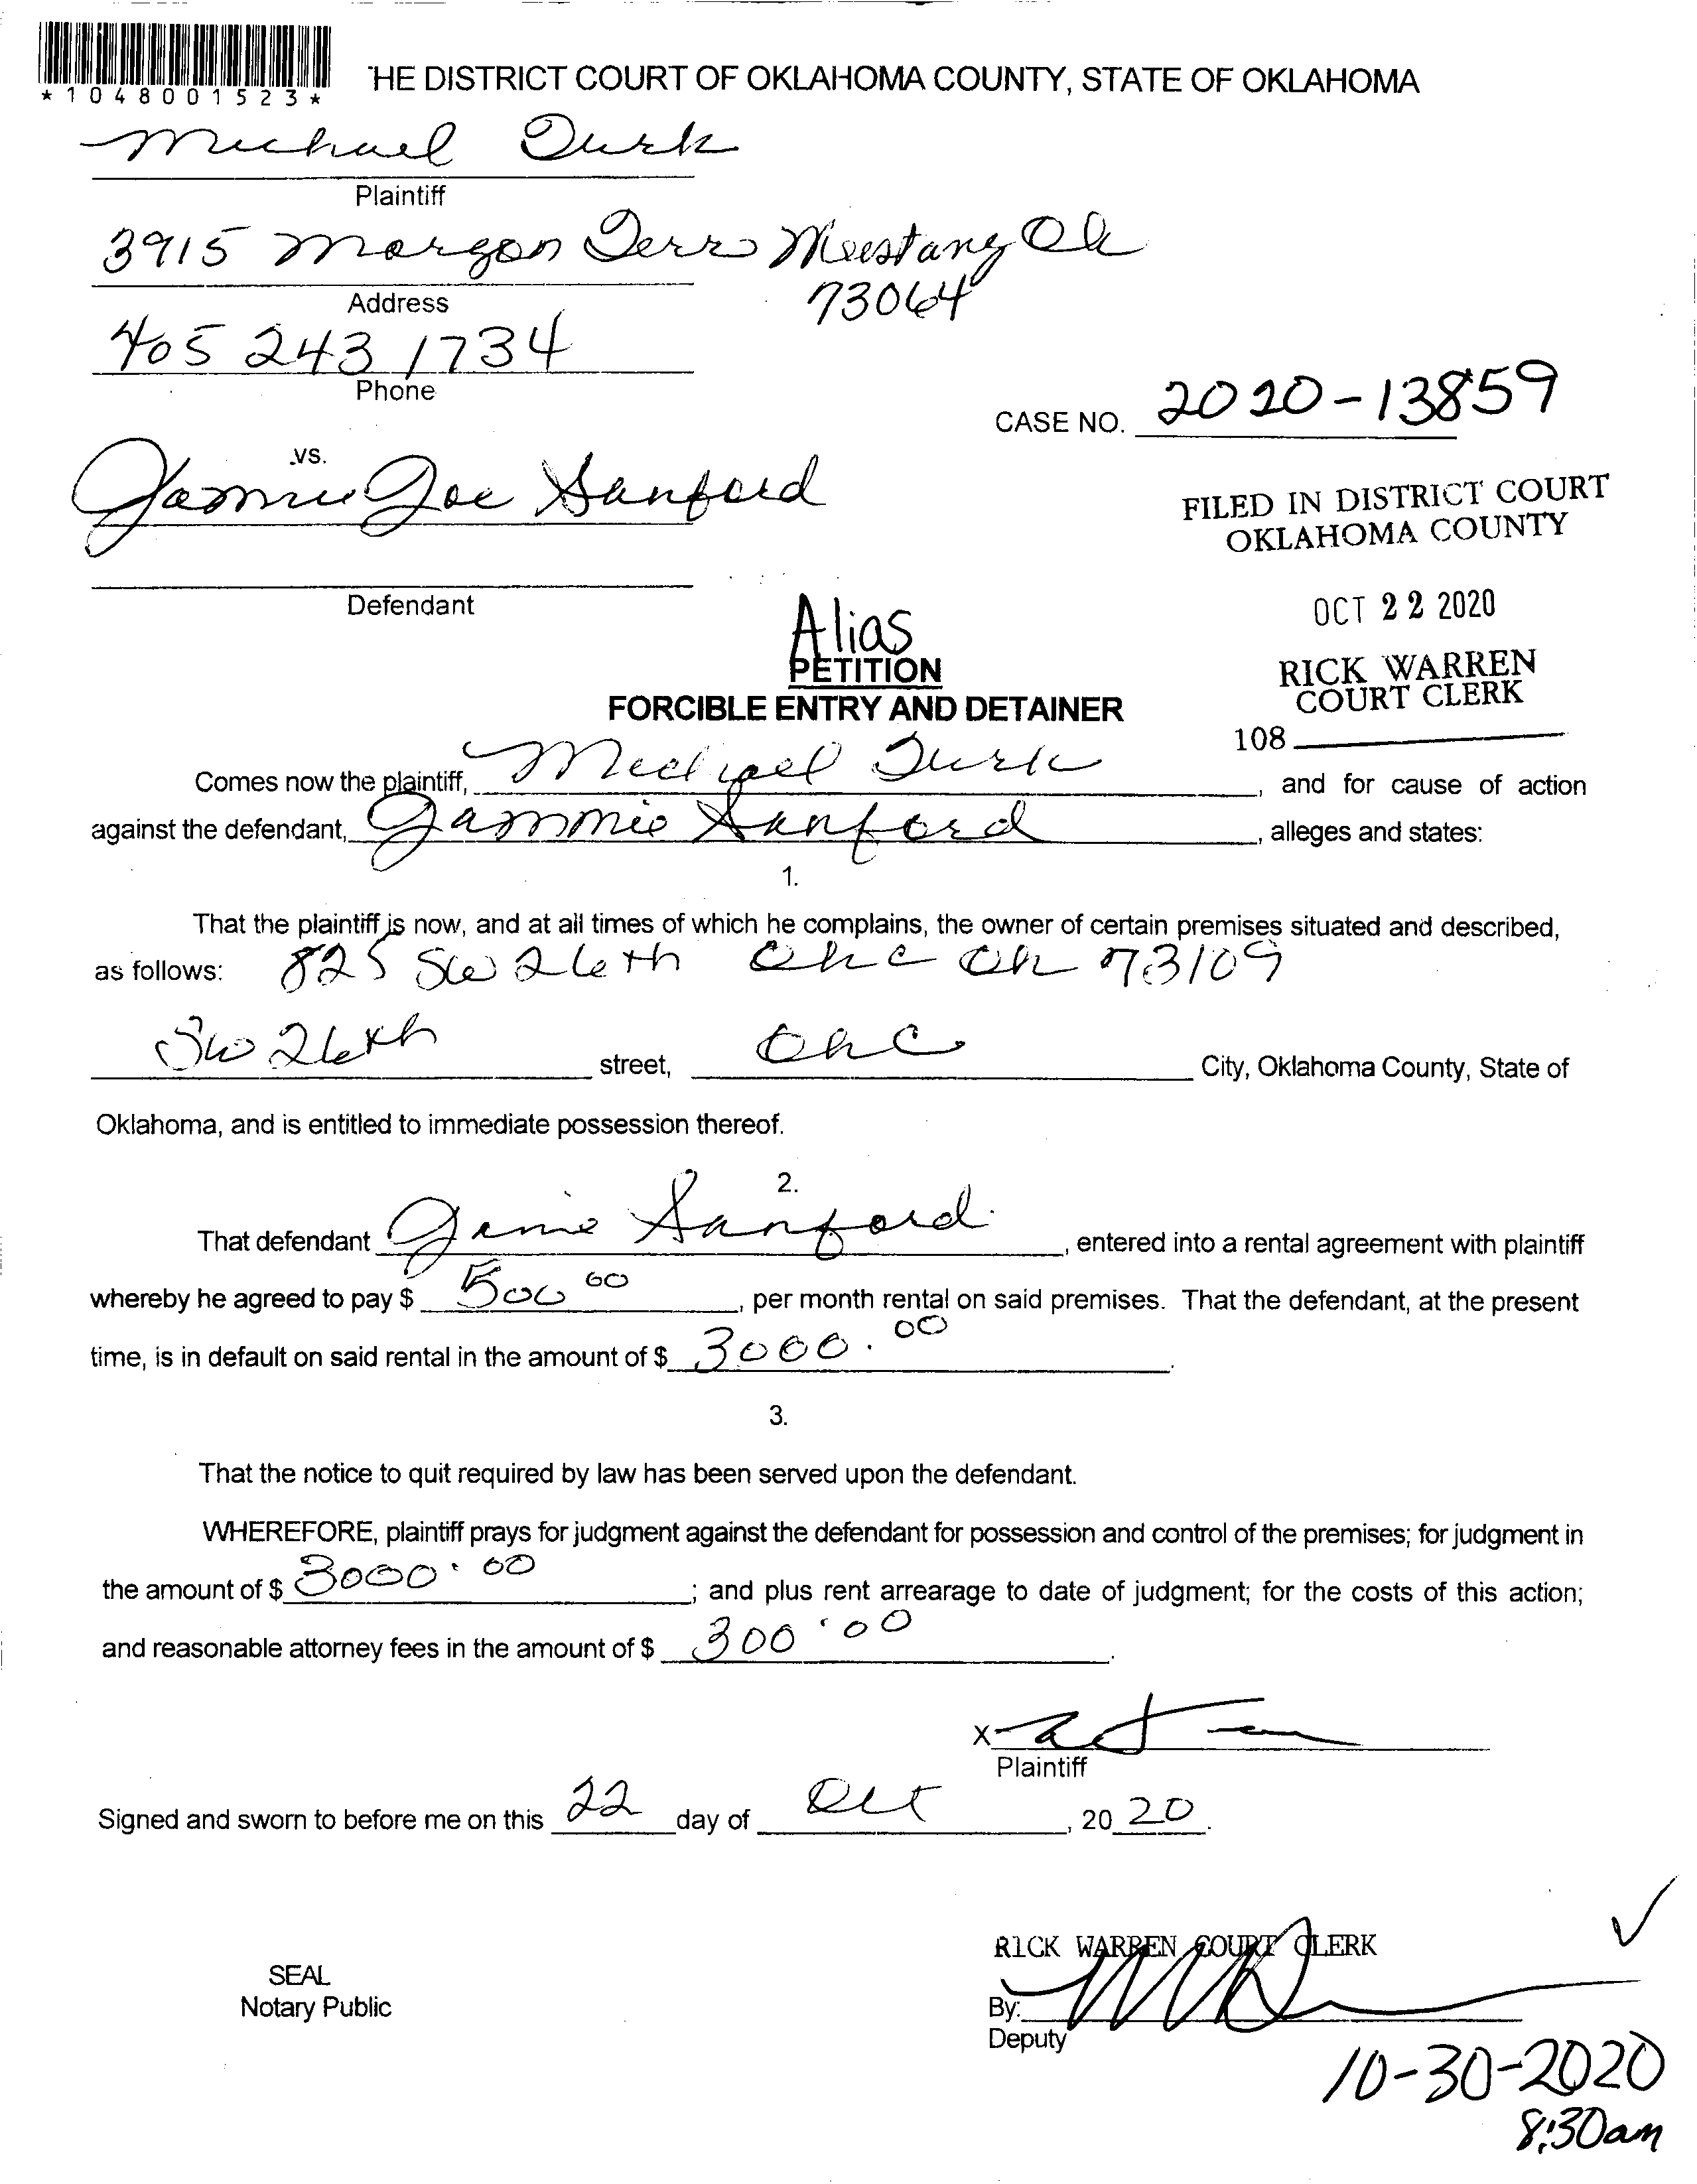 *1048001523*
THE DISTRICT COURT OF OKLAHOMA COUNTY, STATE OF OKLAHOMA
Michael Turk
Plaintiff
3915 Morgan Terr Mustang Ok
73064
Address
405 243 1734
Phone
CASE NO. 2020-13859
.vs.
Jammie Joe Sanford
Defendant
FILED IN DISTRICT COURT
OKLAHOMA COUNTY
OCT 22 2020
RICK WARREN
COURT CLERK
108
Alias
PETITION
FORCIBLE ENTRY AND DETAINER
Comes now the plaintiff, Michael Turk, and for cause of action
against the defendant, Jammie Sanford, alleges and states:
1.
That the plaintiff is now, and at all times of which he complains, the owner of certain premises situated and described,
as follows: 825 SW 26th Okc Ok 73109
SW 26th street, Okc City, Oklahoma County, State of
Oklahoma, and is entitled to immediate possession thereof.
2.
That defendant Jamie Sanford, entered into a rental agreement with plaintiff
whereby he agreed to pay $ 500 00, per month rental on said premises. That the defendant, at the present
time, is in default on said rental in the amount of $ 3000.00.
3.
That the notice to quit required by law has been served upon the defendant.
WHEREFORE, plaintiff prays for judgment against the defendant for possession and control of the premises; for judgment in
the amount of $ 3000.00; and plus rent arrearage to date of judgment; for the costs of this action;
and reasonable attorney fees in the amount of $ 300.00.
X
Plaintiff
Signed and sworn to before me on this 22 day of Oct, 20 20.
RICK WARREN COURT CLERK
SEAL
Notary Public
By:
Deputy
10-30-2020
8:30am